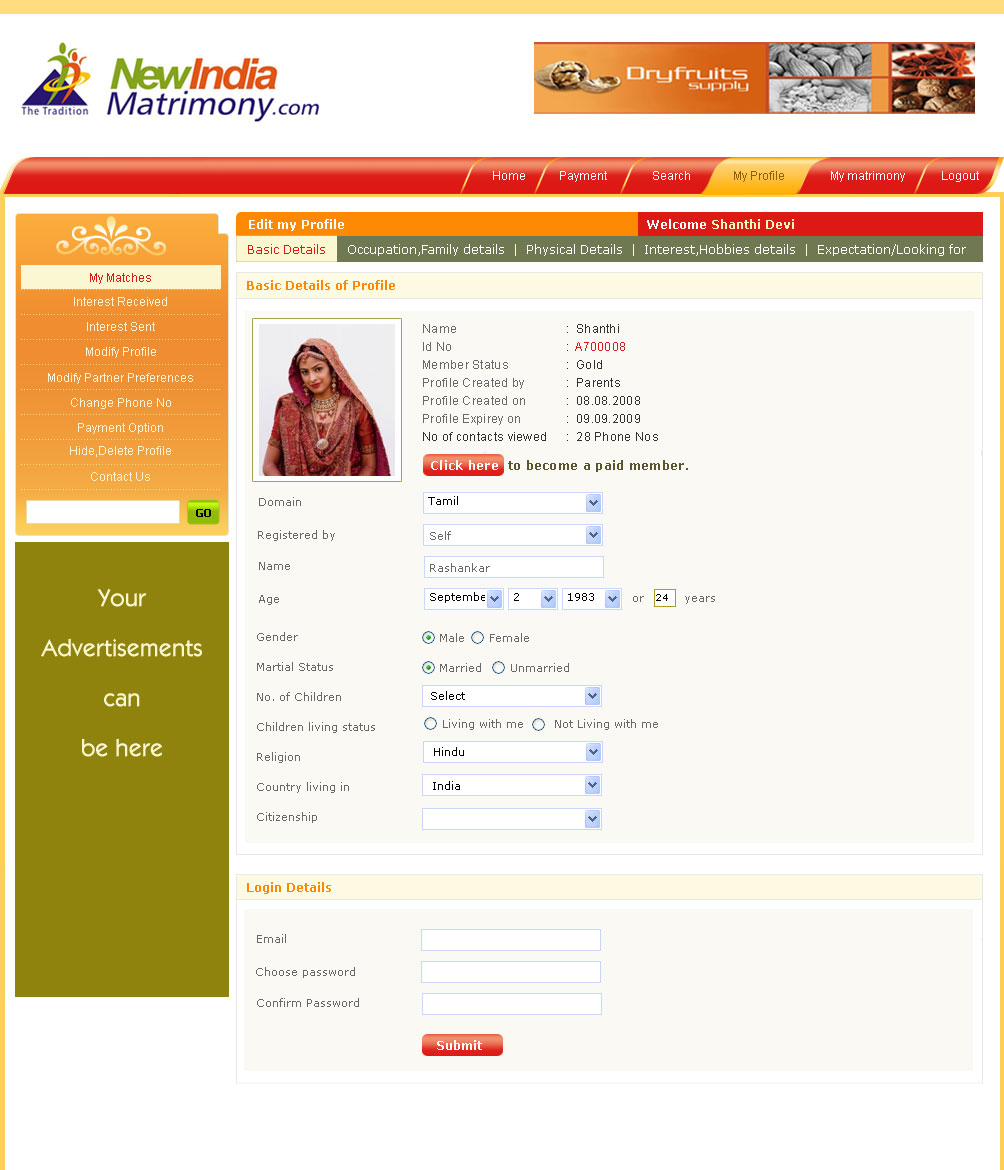 NewIndia
The Tradition
Matrimony.com
Dryfruits
supply
Home
Payment
Search
My Profile
My matrimony
Logout
Edit my Profile
Welcome Shanthi Devi
Basic Details
Occupation,Family details | Physical Details | Interest,Hobbies details | Expectation/Looking for
My Matches
Interest Received
Interest Sent
Modify Profile
Modify Partner Preferences
Change Phone No
Payment Option
Hide,Delete Profile
Contact Us
GO
Your
Advertisements
can
be here
Basic Details of Profile
Name : Shanthi
Id No : A700008
Member Status : Gold
Profile Created by : Parents
Profile Created on : 08.08.2008
Profile Expirey on : 09.09.2009
No of contacts viewed : 28 Phone Nos
Click here to become a paid member.
Domain Tamil
Registered by Self
Name Rashankar
Age Septembe 2 1983 or 24 years
Gender Male Female
Martial Status Married Unmarried
No. of Children Select
Children living status Living with me Not Living with me
Religion Hindu
Country living in India
Citizenship
Login Details
Email
Choose password
Confirm Password
Submit